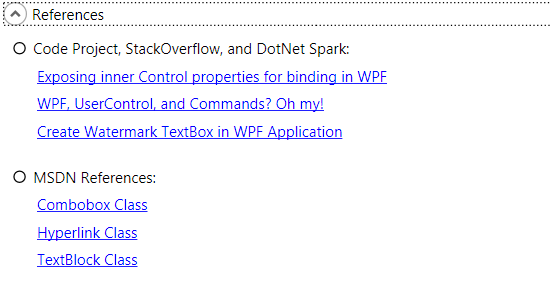 References
Code Project, StackOverflow, and DotNet Spark:
Exposing inner Control properties for binding in WPF
WPF, UserControl, and Commands? Oh my!
Create Watermark TextBox in WPF Application
MSDN References:
Combobox Class
Hyperlink Class
TextBlock Class